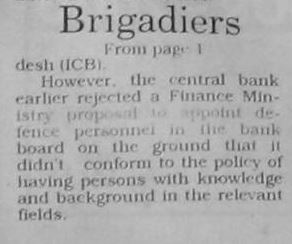 Brigadiers
From page 1
desh (ICB).
However, the central bank
earlier rejected a Finance Min-
istry proposal to appoint de-
fence personnel in the bank
board on the ground that it
didn't conform to the policy of
having persons with knowledge
and background in the relevant
fields.